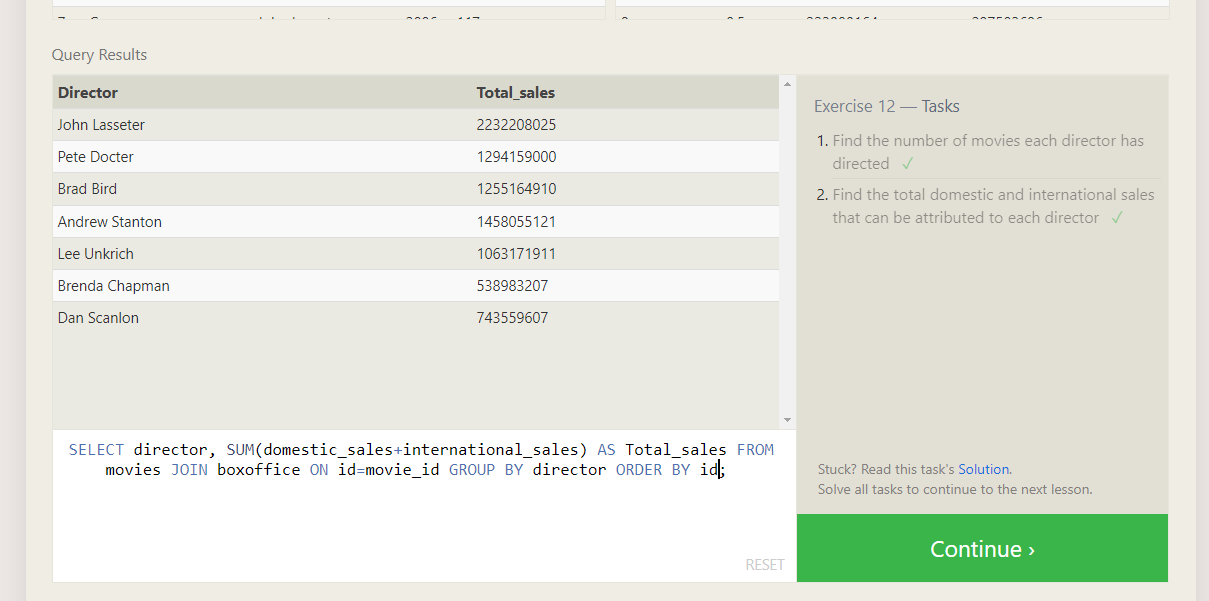 Query Results
Director Total_sales
John Lasseter 2232208025
Pete Docter 1294159000
Brad Bird 1255164910
Andrew Stanton 1458055121
Lee Unkrich 1063171911
Brenda Chapman 538983207
Dan Scanlon 743559607
SELECT director, SUM(domestic_sales+international_sales) AS Total_sales FROM
movies JOIN boxoffice ON id=movie_id GROUP BY director ORDER BY id;
RESET
Exercise 12 — Tasks
1. Find the number of movies each director has
directed ✓
2. Find the total domestic and international sales
that can be attributed to each director ✓
Stuck? Read this task's Solution.
Solve all tasks to continue to the next lesson.
Continue ›